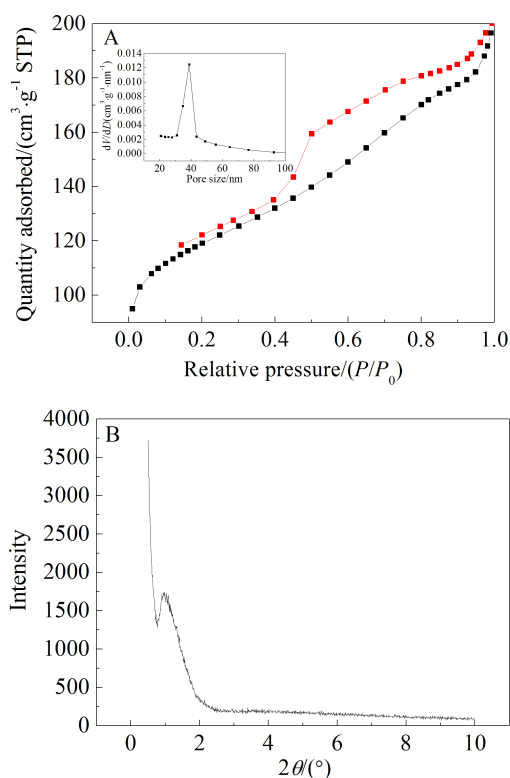 A
Quantity adsorbed/(cm³·g⁻¹ STP)
200
180
160
140
120
100
0.0 0.2 0.4 0.6 0.8 1.0
Relative pressure/(P/P₀)
dV/dD/(cm³·g⁻¹·nm⁻¹)
0.014
0.012
0.010
0.008
0.006
0.004
0.002
0.000
20 40 60 80 100
Pore size/nm
B
Intensity
4000
3500
3000
2500
2000
1500
1000
500
0
0 2 4 6 8 10
2θ/(°)